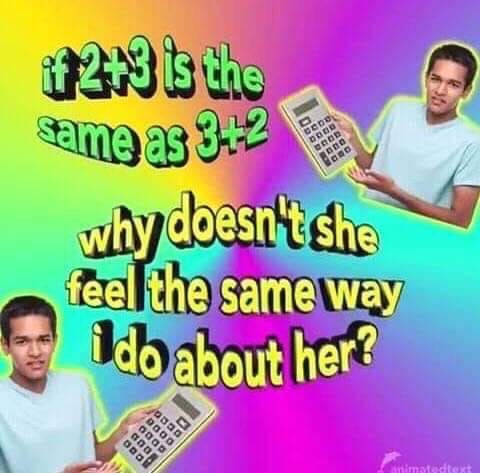 if 2+3 is the
same as 3+2
why doesn't she
feel the same way
i do about her?
animatedtext